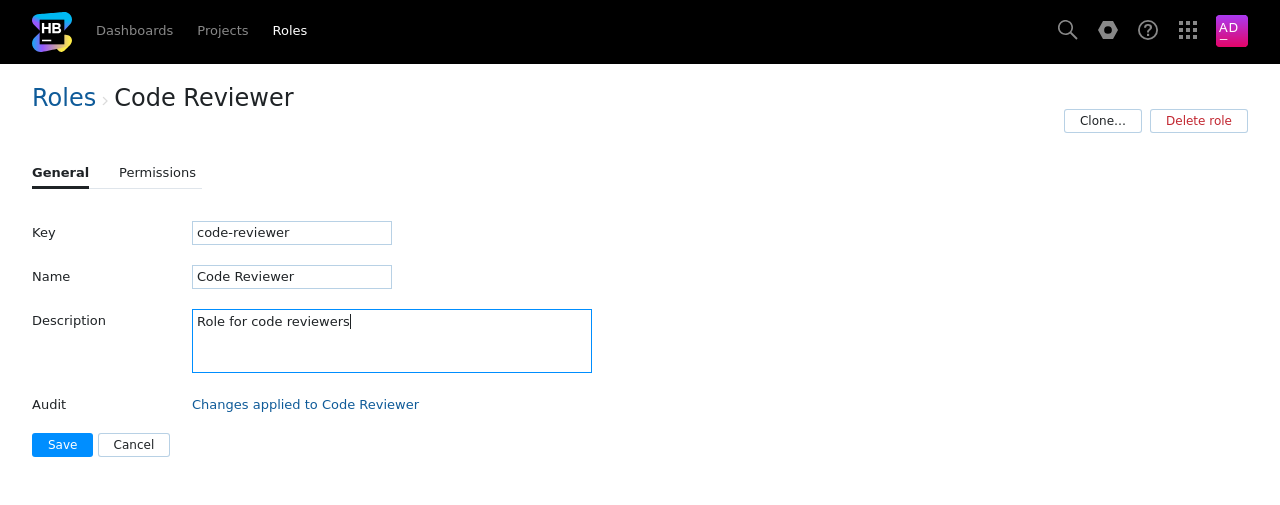 HB
Dashboards Projects Roles
AD
Roles › Code Reviewer
Clone... Delete role
General Permissions
Key code-reviewer
Name Code Reviewer
Description Role for code reviewers
Audit Changes applied to Code Reviewer
Save Cancel